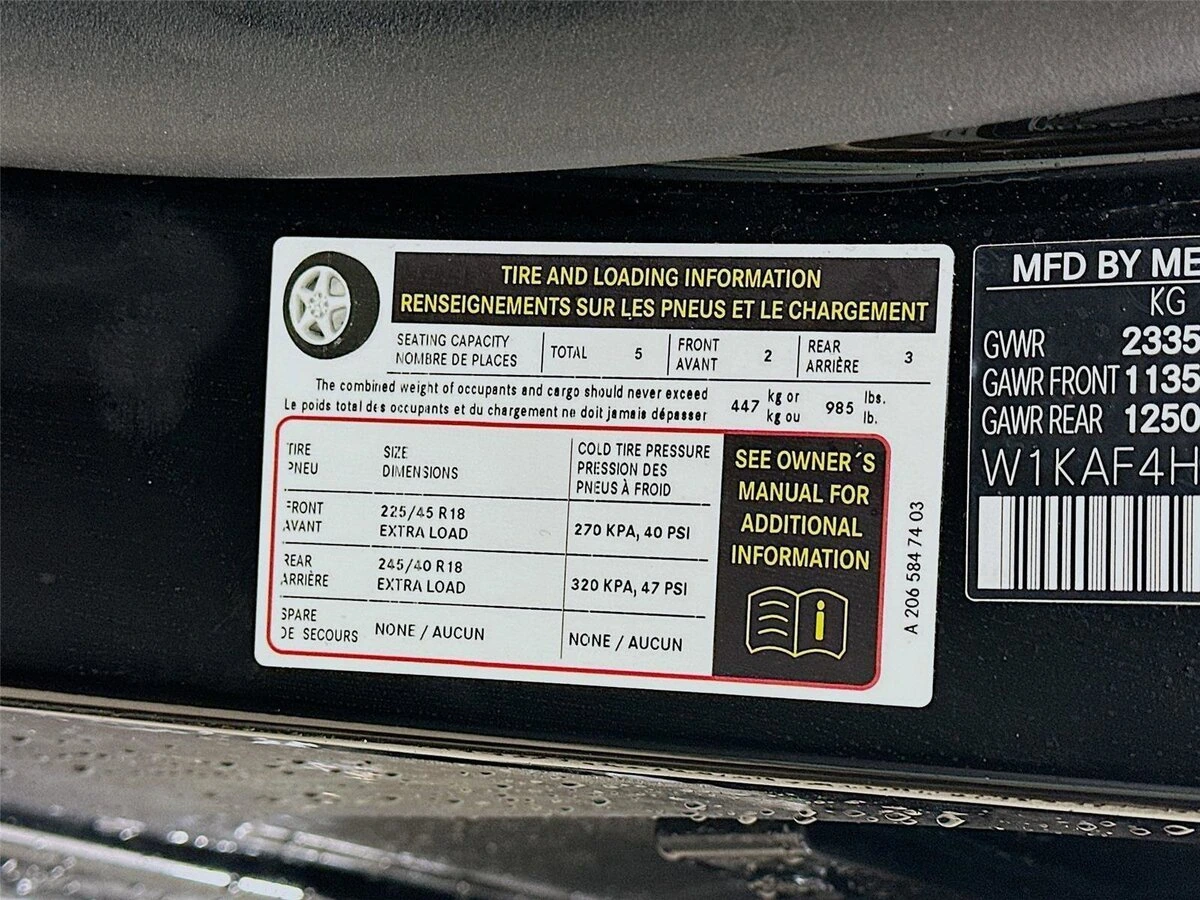 TIRE AND LOADING INFORMATION
RENSEIGNEMENTS SUR LES PNEUS ET LE CHARGEMENT
SEATING CAPACITY
NOMBRE DE PLACES
TOTAL 5
FRONT
AVANT
2
REAR
ARRIÈRE
3
The combined weight of occupants and cargo should never exceed
Le poids total des occupants et du chargement ne doit jamais dépasser
447
kg or
kg ou
985
lbs.
lb.
TIRE
PNEU
SIZE
DIMENSIONS
COLD TIRE PRESSURE
PRESSION DES
PNEUS À FROID
FRONT
AVANT
225/45 R18
EXTRA LOAD
270 KPA, 40 PSI
REAR
ARRIÈRE
245/40 R18
EXTRA LOAD
320 KPA, 47 PSI
SPARE
DE SECOURS
NONE / AUCUN
NONE / AUCUN
SEE OWNER´S
MANUAL FOR
ADDITIONAL
INFORMATION
A 206 584 74 03
MFD BY ME
KG
GVWR 2335
GAWR FRONT 1135
GAWR REAR 1250
W1KAF4H